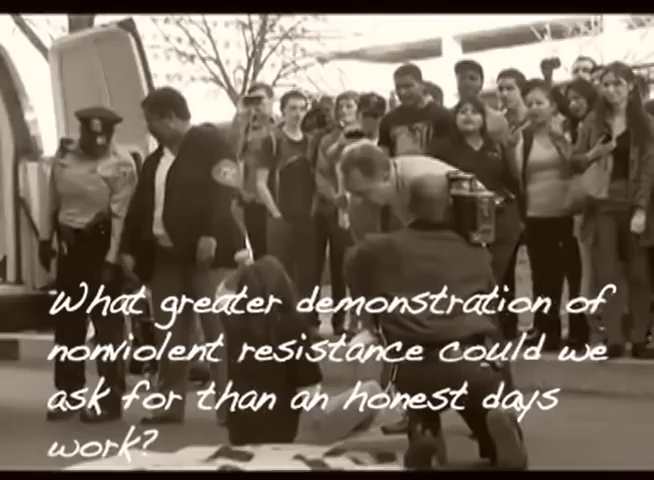 What greater demonstration of
nonviolent resistance could we
ask for than an honest days
work?